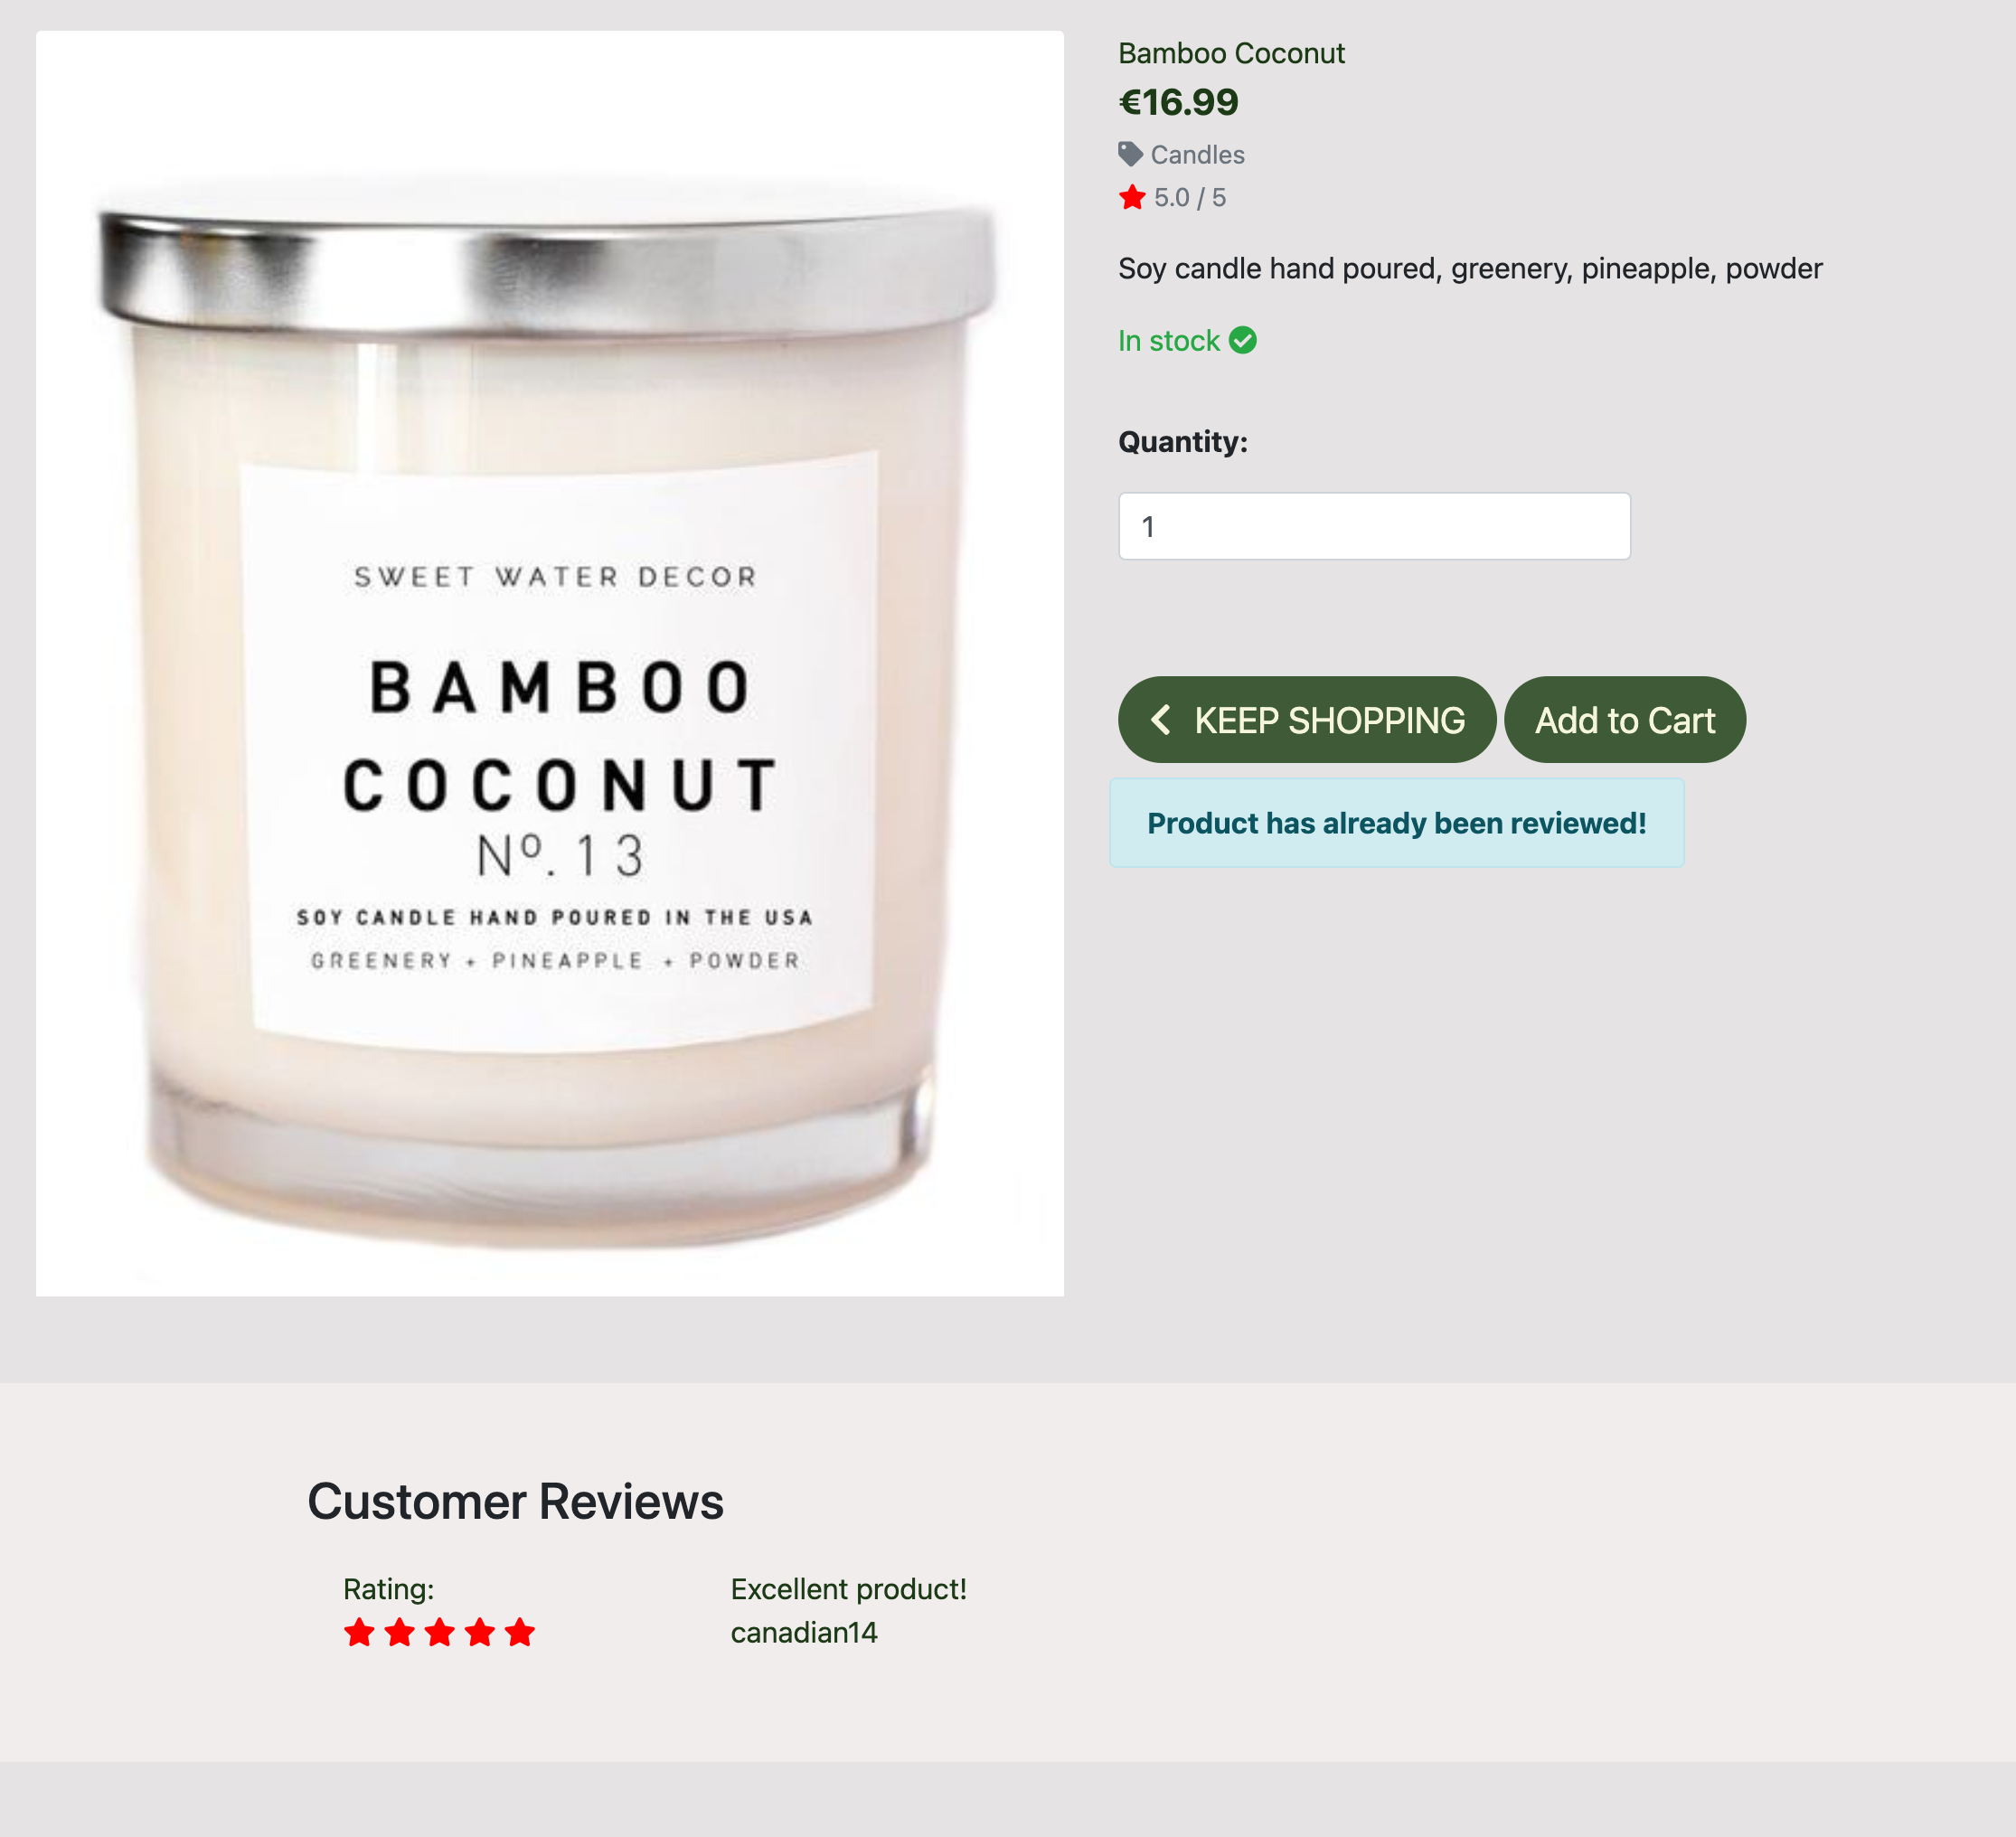 SWEET WATER DECOR
BAMBOO
COCONUT
Nº. 13
SOY CANDLE HAND POURED IN THE USA
GREENERY + PINEAPPLE + POWDER
Bamboo Coconut
€16.99
Candles
5.0 / 5
Soy candle hand poured, greenery, pineapple, powder
In stock
Quantity:
1
KEEP SHOPPING
Add to Cart
Product has already been reviewed!
Customer Reviews
Rating:
Excellent product!
canadian14